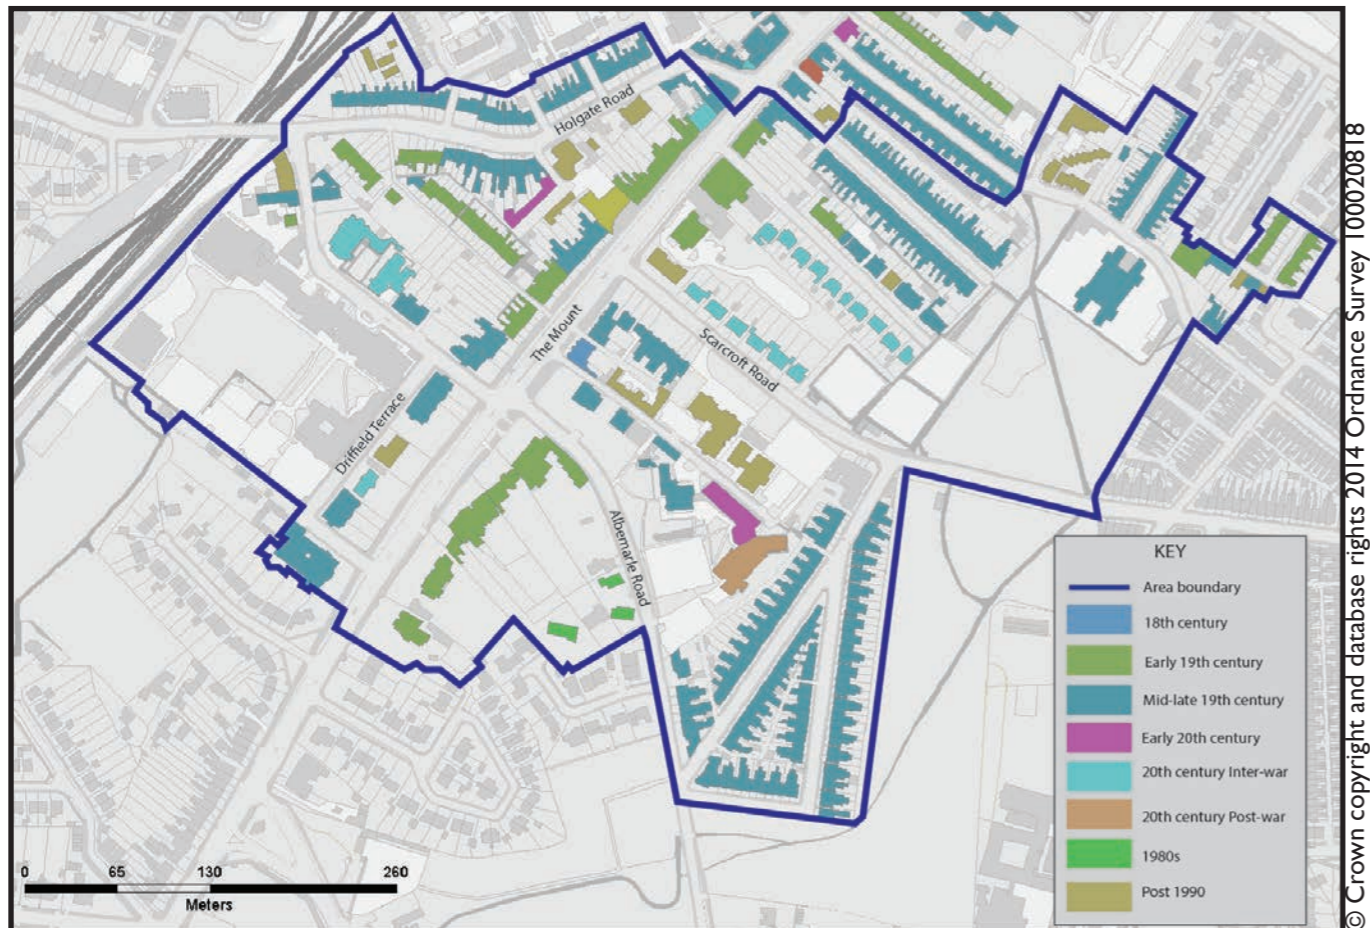 Holgate Road
The Mount
Scarcroft Road
Driffield Terrace
Albemarle Road
KEY
Area boundary
18th century
Early 19th century
Mid-late 19th century
Early 20th century
20th century Inter-war
20th century Post-war
1980s
Post 1990
0 65 130 260
Meters
© Crown copyright and database rights 2014 Ordnance Survey 100020818